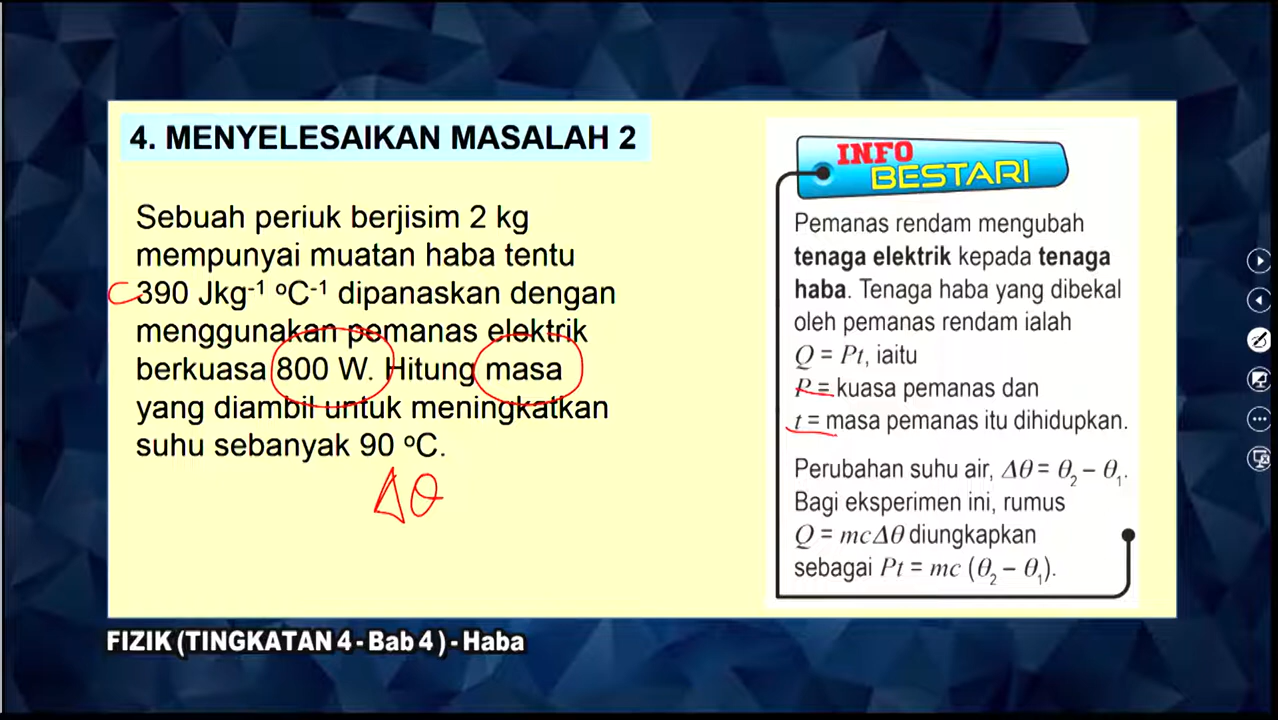 4. MENYELESAIKAN MASALAH 2
Sebuah periuk berjisim 2 kg
mempunyai muatan haba tentu
C 390 Jkg⁻¹ ᵒC⁻¹ dipanaskan dengan
menggunakan pemanas elektrik
berkuasa 800 W. Hitung masa
yang diambil untuk meningkatkan
suhu sebanyak 90 ᵒC.
Δθ
INFO
BESTARI
Pemanas rendam mengubah
tenaga elektrik kepada tenaga
haba. Tenaga haba yang dibekal
oleh pemanas rendam ialah
Q = Pt, iaitu
P = kuasa pemanas dan
t = masa pemanas itu dihidupkan.
Perubahan suhu air, Δθ = θ₂ − θ₁.
Bagi eksperimen ini, rumus
Q = mcΔθ diungkapkan
sebagai Pt = mc (θ₂ − θ₁).
FIZIK (TINGKATAN 4 - Bab 4 ) - Haba